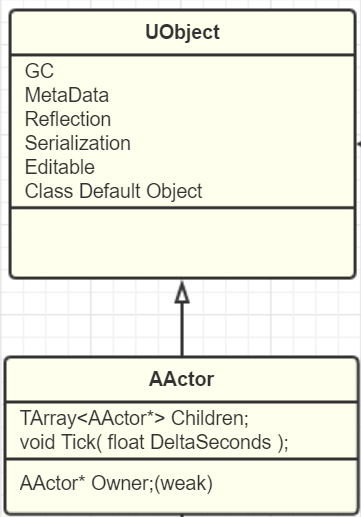 UObject
GC
MetaData
Reflection
Serialization
Editable
Class Default Object
AActor
TArray<AActor*> Children;
void Tick( float DeltaSeconds );
AActor* Owner;(weak)